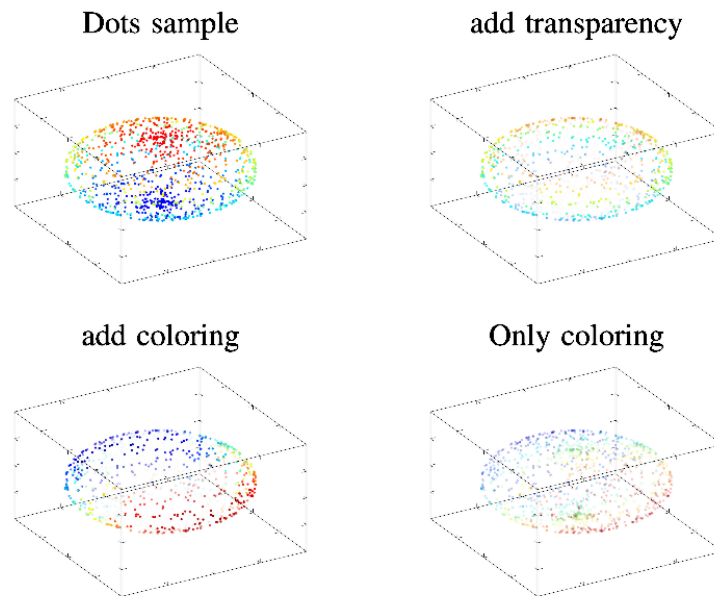 Dots sample
add transparency
add coloring
Only coloring